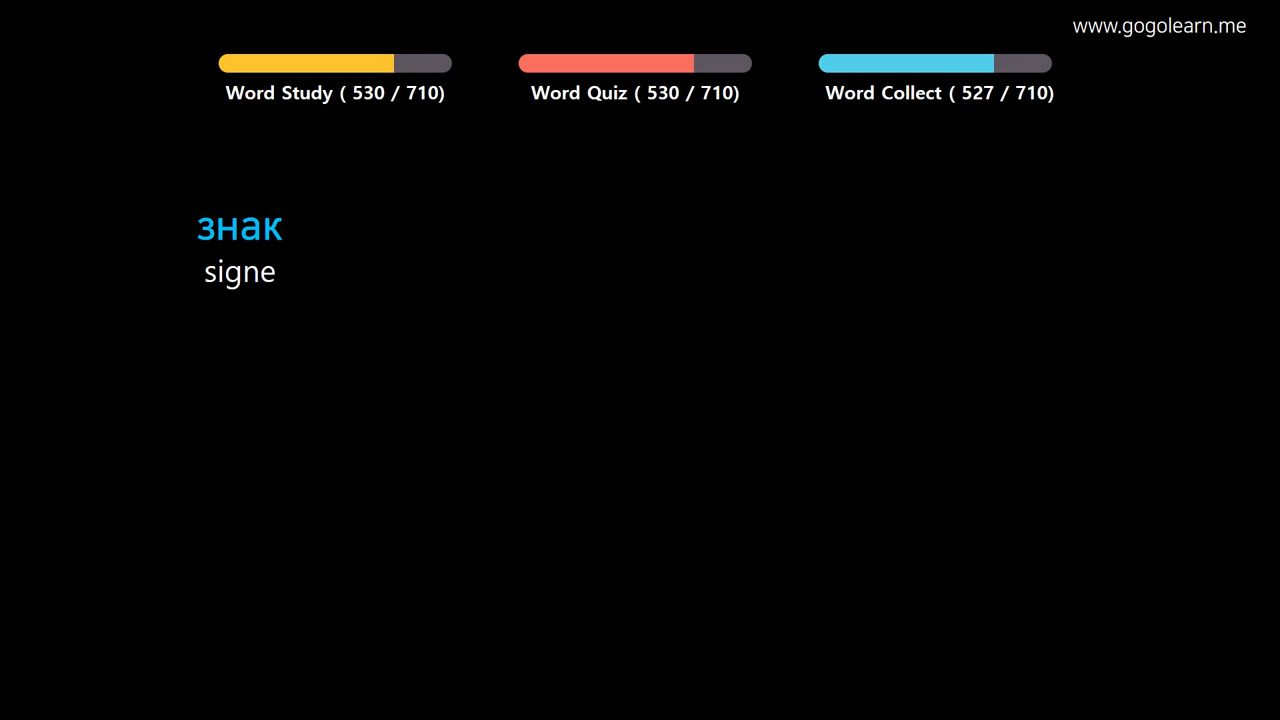 www.gogolearn.me
Word Study ( 530 / 710)
Word Quiz ( 530 / 710)
Word Collect ( 527 / 710)
знак
signe